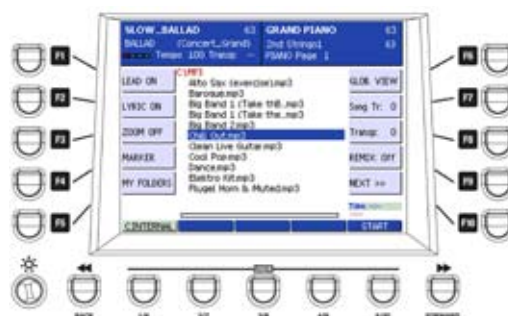 SLOW_BALLAD 63 GRAND PIANO 63
BALLAD (Concert_Grand) 2nd Strings1 63
Tempo: 100 Transp: PIANO Page 1
C:\MP3
Alto Sax (exercise).mp3
Baroque.mp3
Big Band 1 (Take th8..mp3
Big Band 1 (Take the..mp3
Big Band 2.mp3
Chill Out.mp3
Clean Live Guitar.mp3
Cool Pop.mp3
Dance.mp3
Elektro Kit.mp3
Flugel Horn & Muted.mp3
LEAD ON
LYRIC ON
ZOOM OFF
MARKER
MY FOLDERS
GLOB. VIEW
Song Tr: 0
Transp: 0
REMIX: OFF
NEXT >>
Time:
C:INTERNAL
START
F1
F2
F3
F4
F5
F6
F7
F8
F9
F10